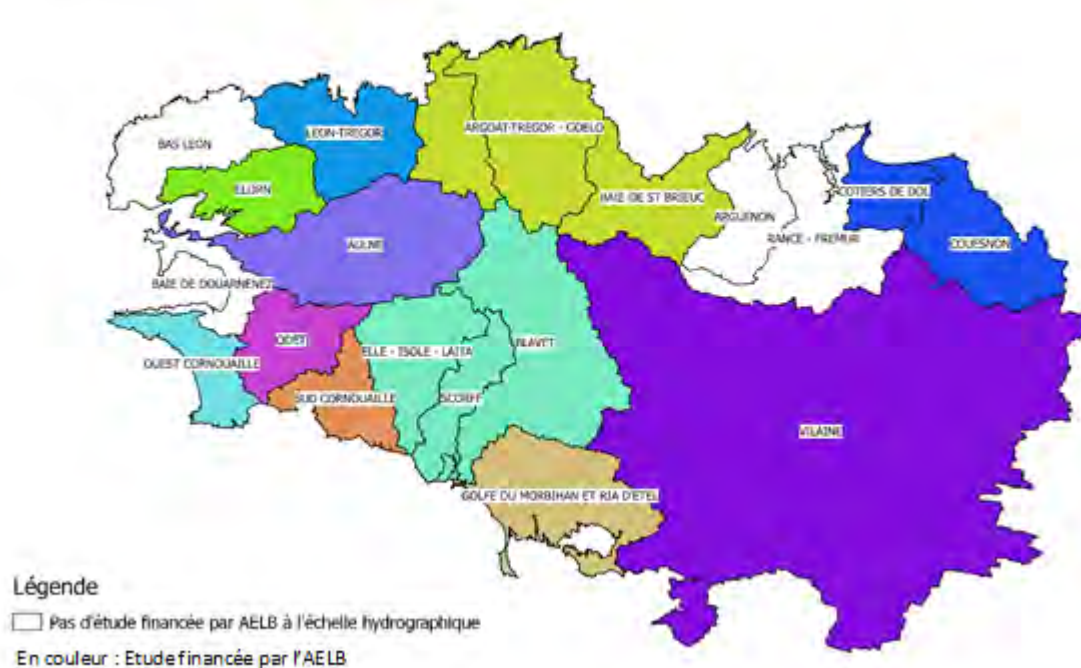 LEON-TREGOR
ARGOAT-TREGOR - GOELO
BAS LEON
ELORN
BAIE DE ST BRIEUC
COTIERS DE DOL
ARGUENON
RANCE - FREMUR
COUESNON
AULNE
BAIE DE DOUARNENEZ
ODET
OUEST CORNOUAILLE
ELLE - ISOLE - LAITA
BLAVET
SUD CORNOUAILLE
SCORFF
VILAINE
GOLFE DU MORBIHAN ET RIA D'ETEL
Légende
Pas d'étude financée par AELB à l'échelle hydrographique
En couleur : Etude financée par l'AELB